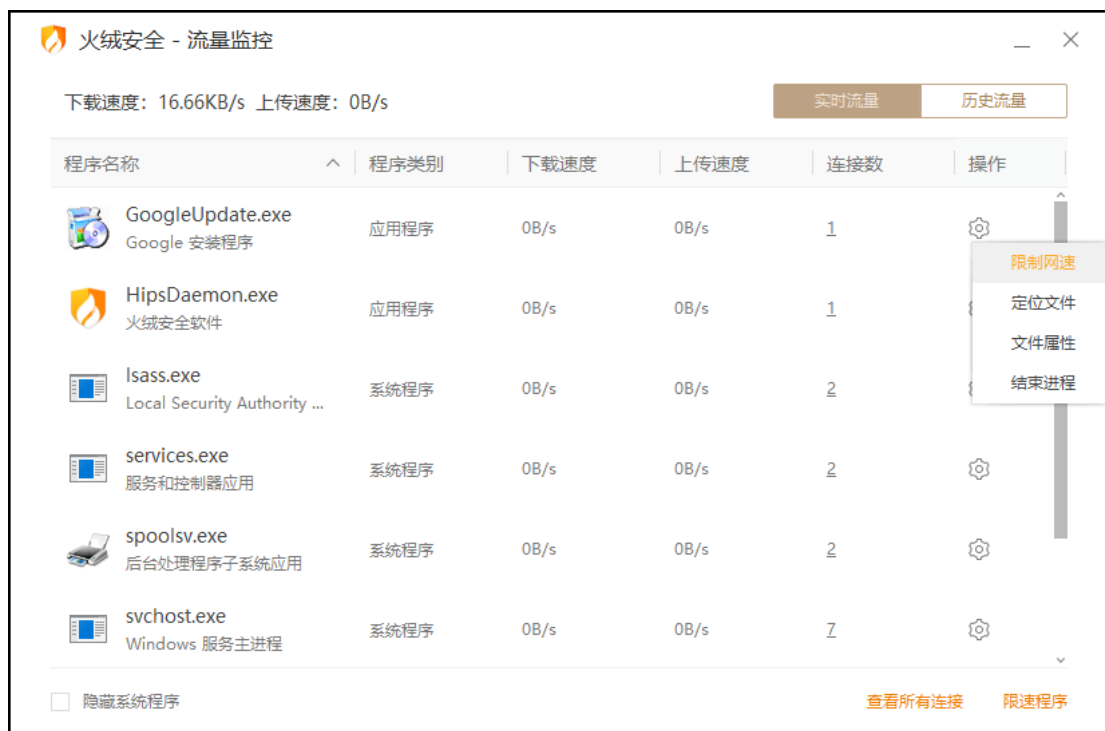 火绒安全 - 流量监控
下载速度：16.66KB/s 上传速度：0B/s
实时流量 历史流量
程序名称 程序类别 下载速度 上传速度 连接数 操作
GoogleUpdate.exe
Google 安装程序
应用程序 0B/s 0B/s 1
限制网速
定位文件
文件属性
结束进程
HipsDaemon.exe
火绒安全软件
应用程序 0B/s 0B/s 1
lsass.exe
Local Security Authority ...
系统程序 0B/s 0B/s 2
services.exe
服务和控制器应用
系统程序 0B/s 0B/s 2
spoolsv.exe
后台处理程序子系统应用
系统程序 0B/s 0B/s 2
svchost.exe
Windows 服务主进程
系统程序 0B/s 0B/s 7
隐藏系统程序 查看所有连接 限速程序